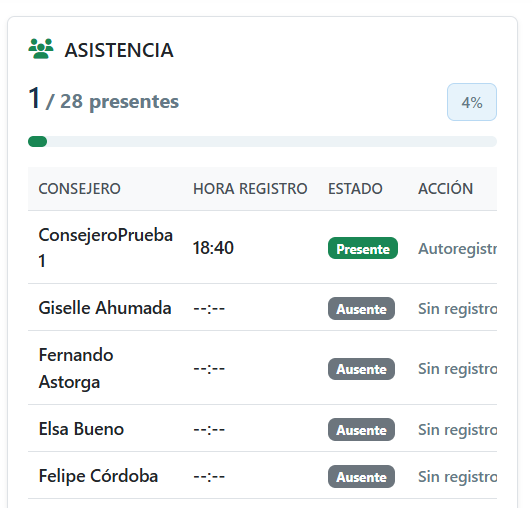 ASISTENCIA
1 / 28 presentes
4%
CONSEJERO HORA REGISTRO ESTADO ACCIÓN
ConsejeroPrueba
1 18:40 Presente Autoregistr
Giselle Ahumada --:-- Ausente Sin registro
Fernando
Astorga --:-- Ausente Sin registro
Elsa Bueno --:-- Ausente Sin registro
Felipe Córdoba --:-- Ausente Sin registro